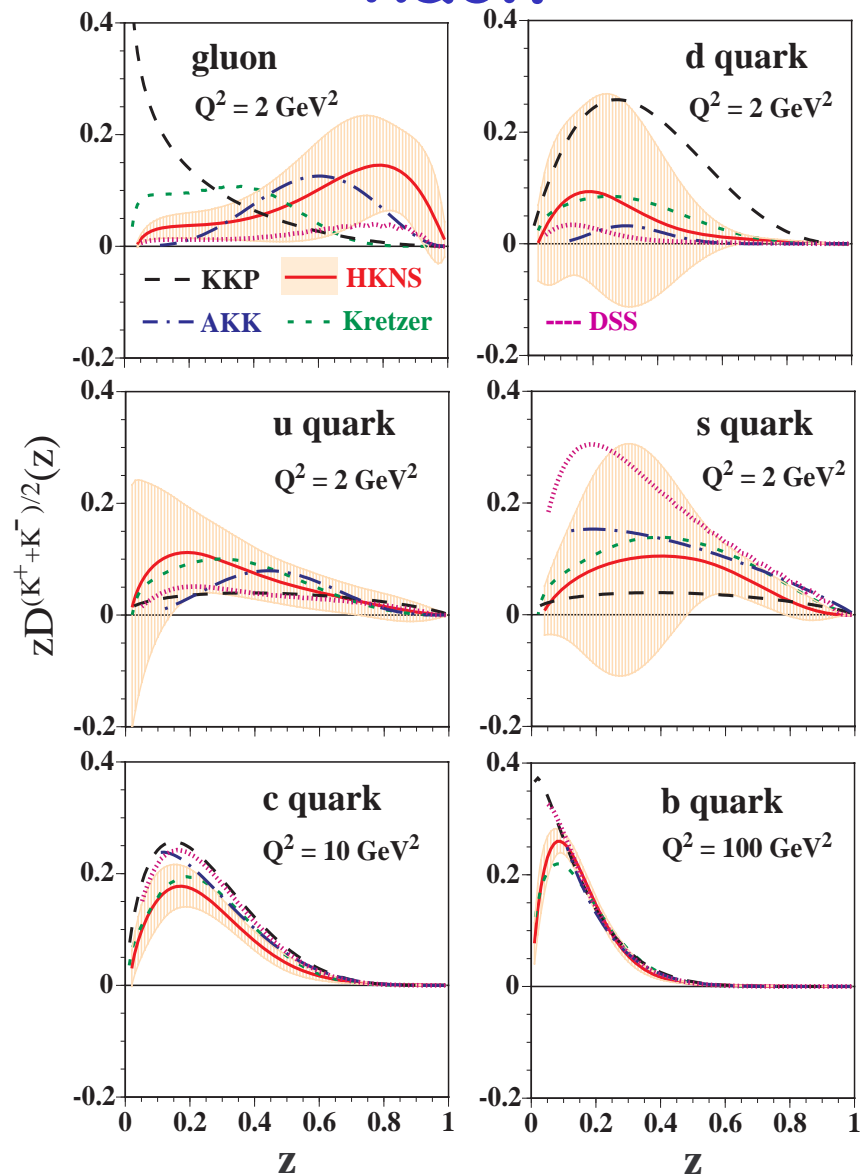 0.4
gluon
Q² = 2 GeV²
0.2
0
KKP
HKNS
AKK
Kretzer
-0.2
0.4
d quark
Q² = 2 GeV²
0.2
0
DSS
-0.2
zD^(K⁺+K⁻)/2(z)
0.4
u quark
Q² = 2 GeV²
0.2
0
-0.2
0.4
s quark
Q² = 2 GeV²
0.2
0
-0.2
0.4
c quark
Q² = 10 GeV²
0.2
0
-0.2
0 0.2 0.4 0.6 0.8 1
z
0.4
b quark
Q² = 100 GeV²
0.2
0
-0.2
0 0.2 0.4 0.6 0.8 1
z